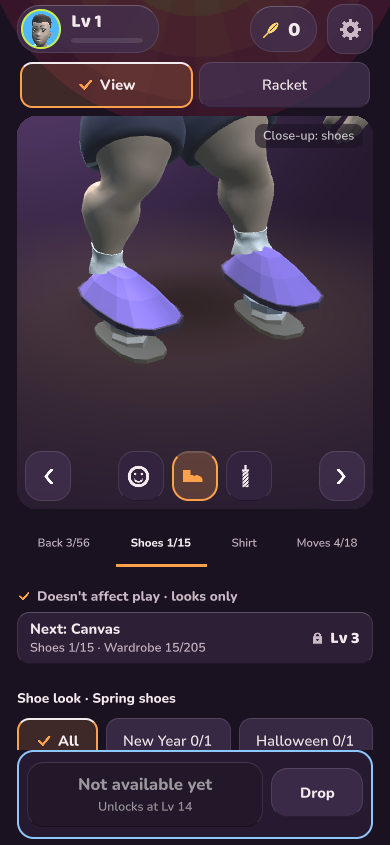 Lv 1
0
View
Racket
Close-up: shoes
Back 3/56
Shoes 1/15
Shirt
Moves 4/18
Doesn't affect play · looks only
Next: Canvas
Shoes 1/15 · Wardrobe 15/205
Lv 3
Shoe look · Spring shoes
All
New Year 0/1
Halloween 0/1
Not available yet
Unlocks at Lv 14
Drop